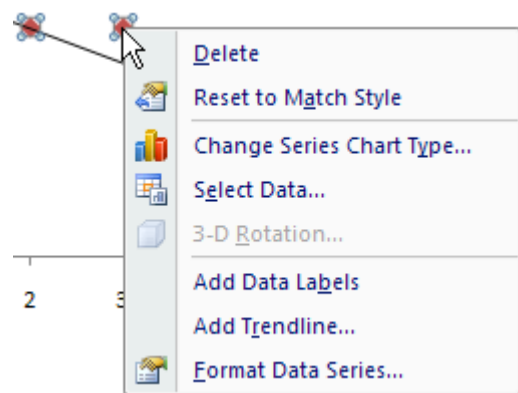 Delete
Reset to Match Style
Change Series Chart Type...
Select Data...
3-D Rotation...
Add Data Labels
2 3
Add Trendline...
Format Data Series...